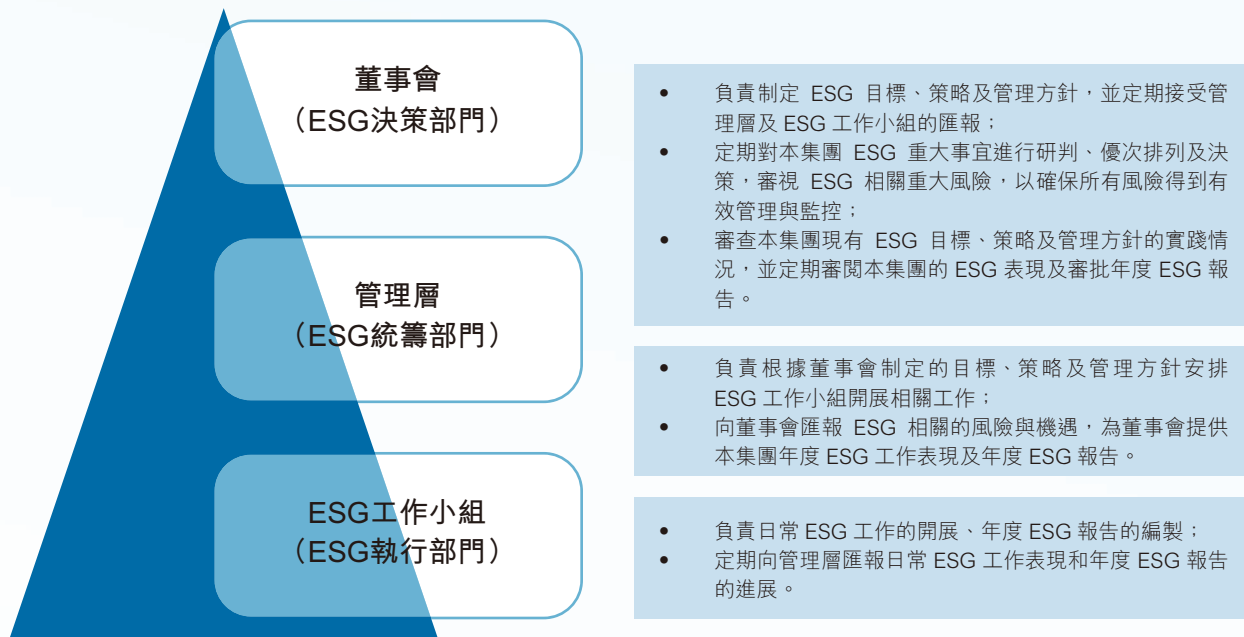 董事會
（ESG決策部門）
• 負責制定 ESG 目標、策略及管理方針，並定期接受管
理層及 ESG 工作小組的匯報；
• 定期對本集團 ESG 重大事宜進行研判、優次排列及決
策，審視 ESG 相關重大風險，以確保所有風險得到有
效管理與監控；
• 審查本集團現有 ESG 目標、策略及管理方針的實踐情
況，並定期審閱本集團的 ESG 表現及審批年度 ESG 報
告。
管理層
（ESG統籌部門）
• 負責根據董事會制定的目標、策略及管理方針安排
ESG 工作小組開展相關工作；
• 向董事會匯報 ESG 相關的風險與機遇，為董事會提供
本集團年度 ESG 工作表現及年度 ESG 報告。
ESG工作小組
（ESG執行部門）
• 負責日常 ESG 工作的開展、年度 ESG 報告的編製；
• 定期向管理層匯報日常 ESG 工作表現和年度 ESG 報告
的進展。